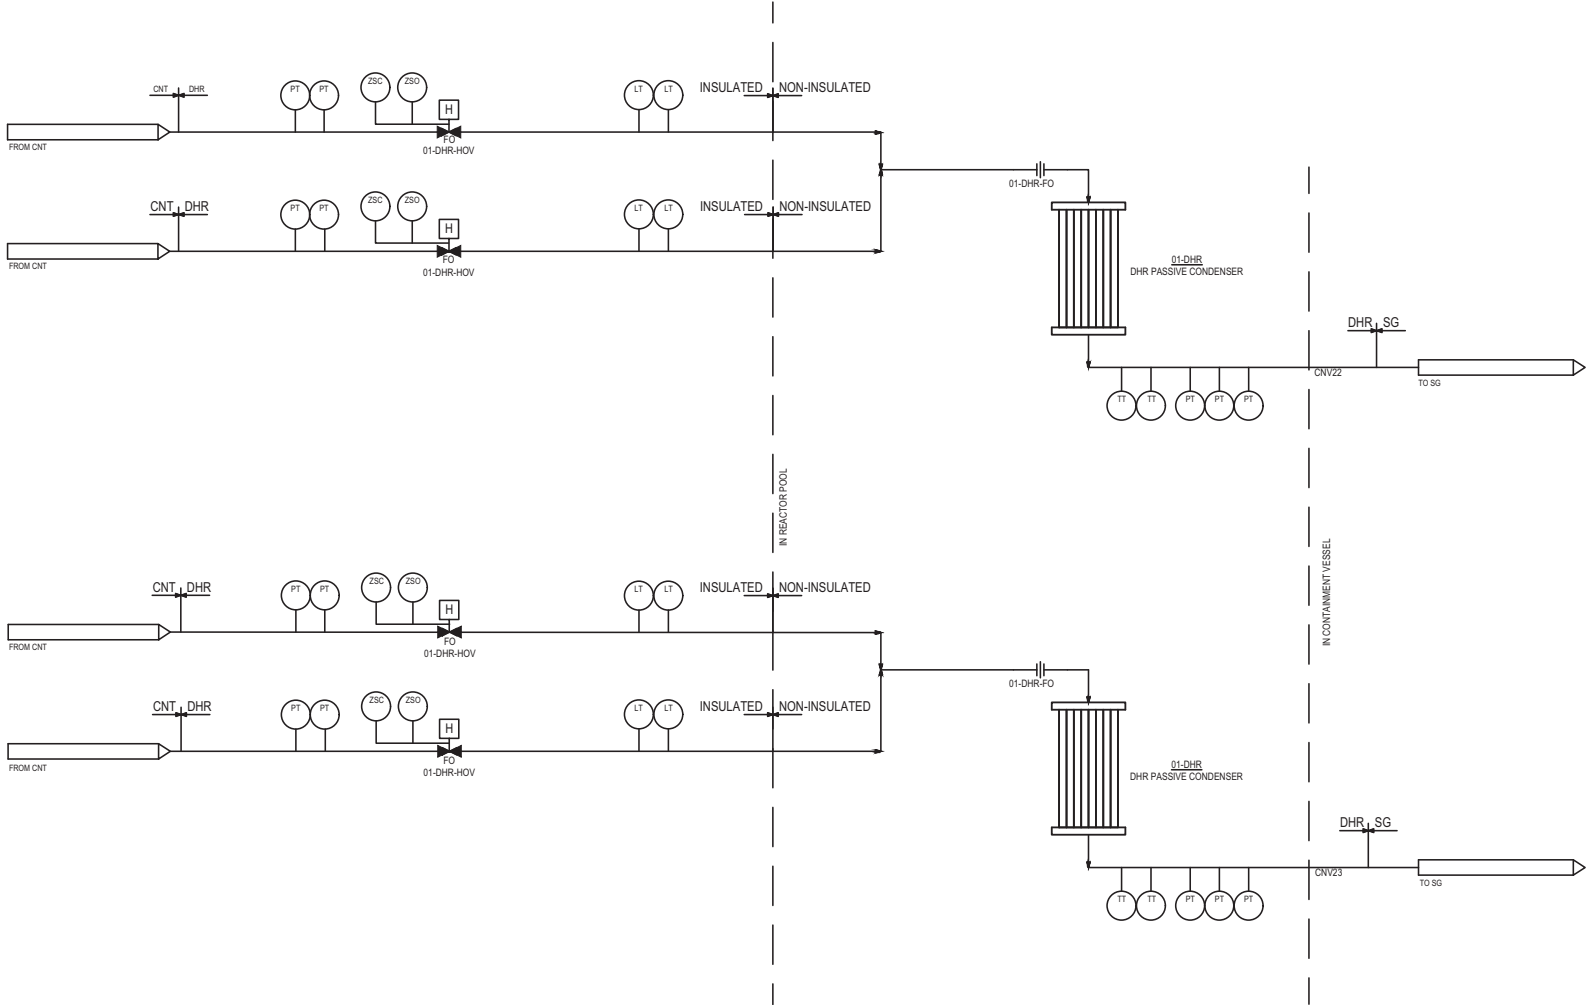 CNT DHR
PT PT ZSC ZSO
H
LT LT
INSULATED NON-INSULATED
FROM CNT
FO
01-DHR-HOV
CNT DHR
PT PT ZSC ZSO
H
LT LT
INSULATED NON-INSULATED
FROM CNT
FO
01-DHR-HOV
01-DHR-FO
01-DHR
DHR PASSIVE CONDENSER
DHR SG
CNV22
TO SG
TT TT PT PT PT
IN REACTOR POOL
IN CONTAINMENT VESSEL
CNT DHR
PT PT ZSC ZSO
H
LT LT
INSULATED NON-INSULATED
FROM CNT
FO
01-DHR-HOV
CNT DHR
PT PT ZSC ZSO
H
LT LT
INSULATED NON-INSULATED
FROM CNT
FO
01-DHR-HOV
01-DHR-FO
01-DHR
DHR PASSIVE CONDENSER
DHR SG
CNV23
TO SG
TT TT PT PT PT